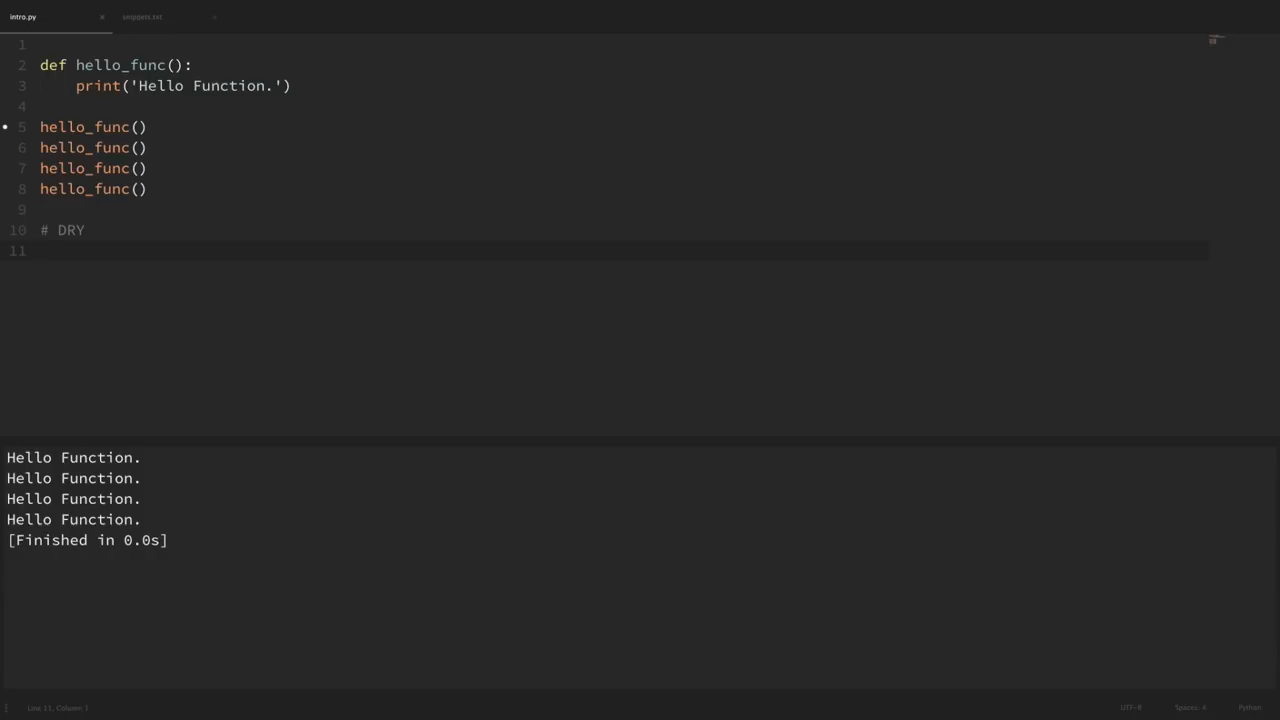 intro.py × snippets.txt
1
2 def hello_func():
3     print('Hello Function.')
4
5 hello_func()
6 hello_func()
7 hello_func()
8 hello_func()
9
10 # DRY
11
Hello Function.
Hello Function.
Hello Function.
Hello Function.
[Finished in 0.0s]
Line 11, Column 1 UTF-8 Spaces: 4 Python